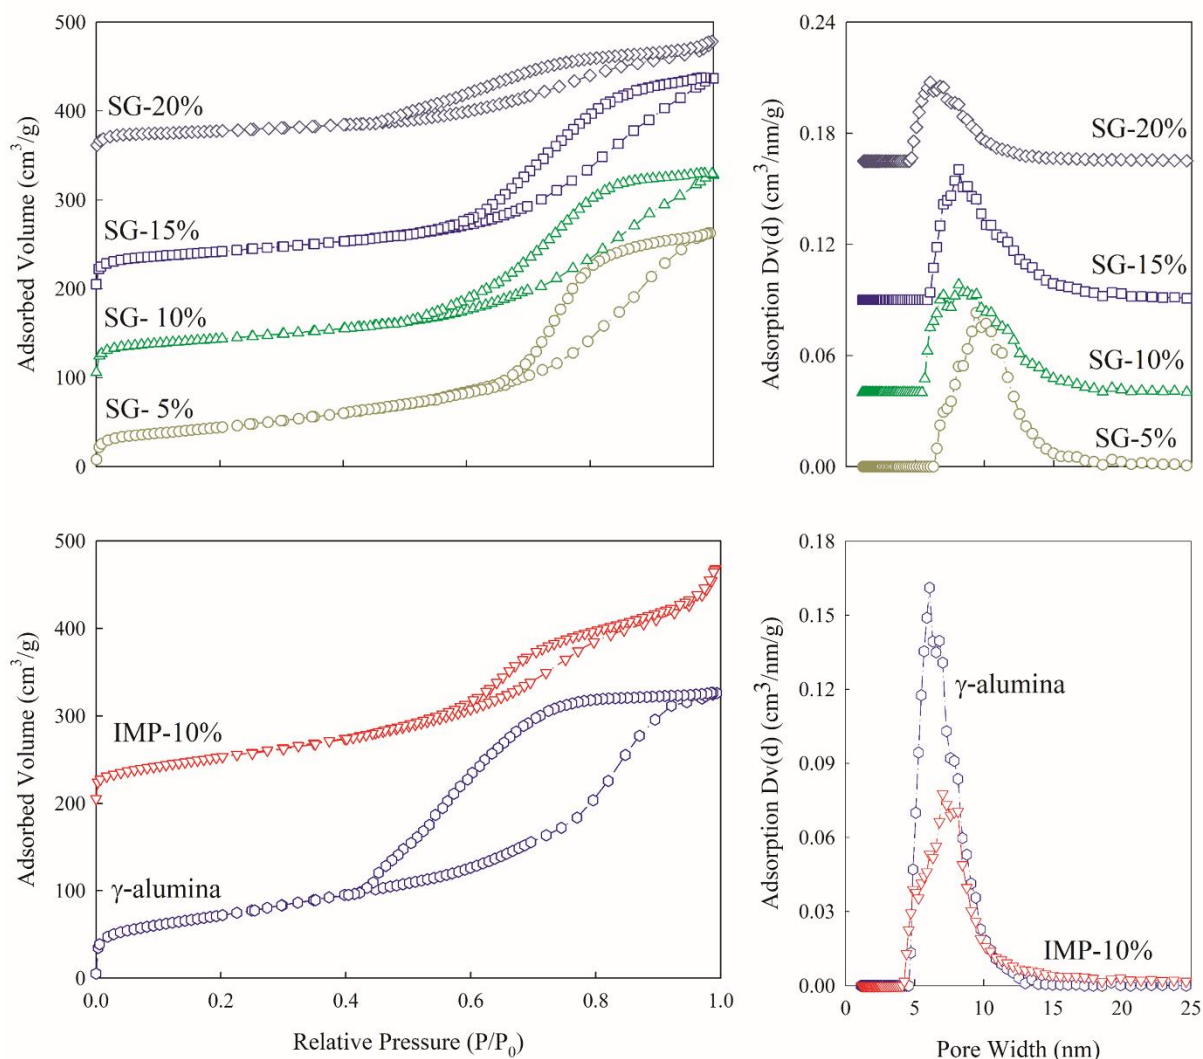 500
400
300
200
100
0
Adsorbed Volume (cm³/g)
SG-20%
SG-15%
SG- 10%
SG- 5%
0.24
0.18
0.12
0.06
0.00
Adsorption Dv(d) (cm³/nm/g)
SG-20%
SG-15%
SG-10%
SG-5%
500
400
300
200
100
0
Adsorbed Volume (cm³/g)
IMP-10%
γ-alumina
0.0 0.2 0.4 0.6 0.8 1.0
Relative Pressure (P/P₀)
0.18
0.15
0.12
0.09
0.06
0.03
0.00
Adsorption Dv(d) (cm³/nm/g)
γ-alumina
IMP-10%
0 5 10 15 20 25
Pore Width (nm)